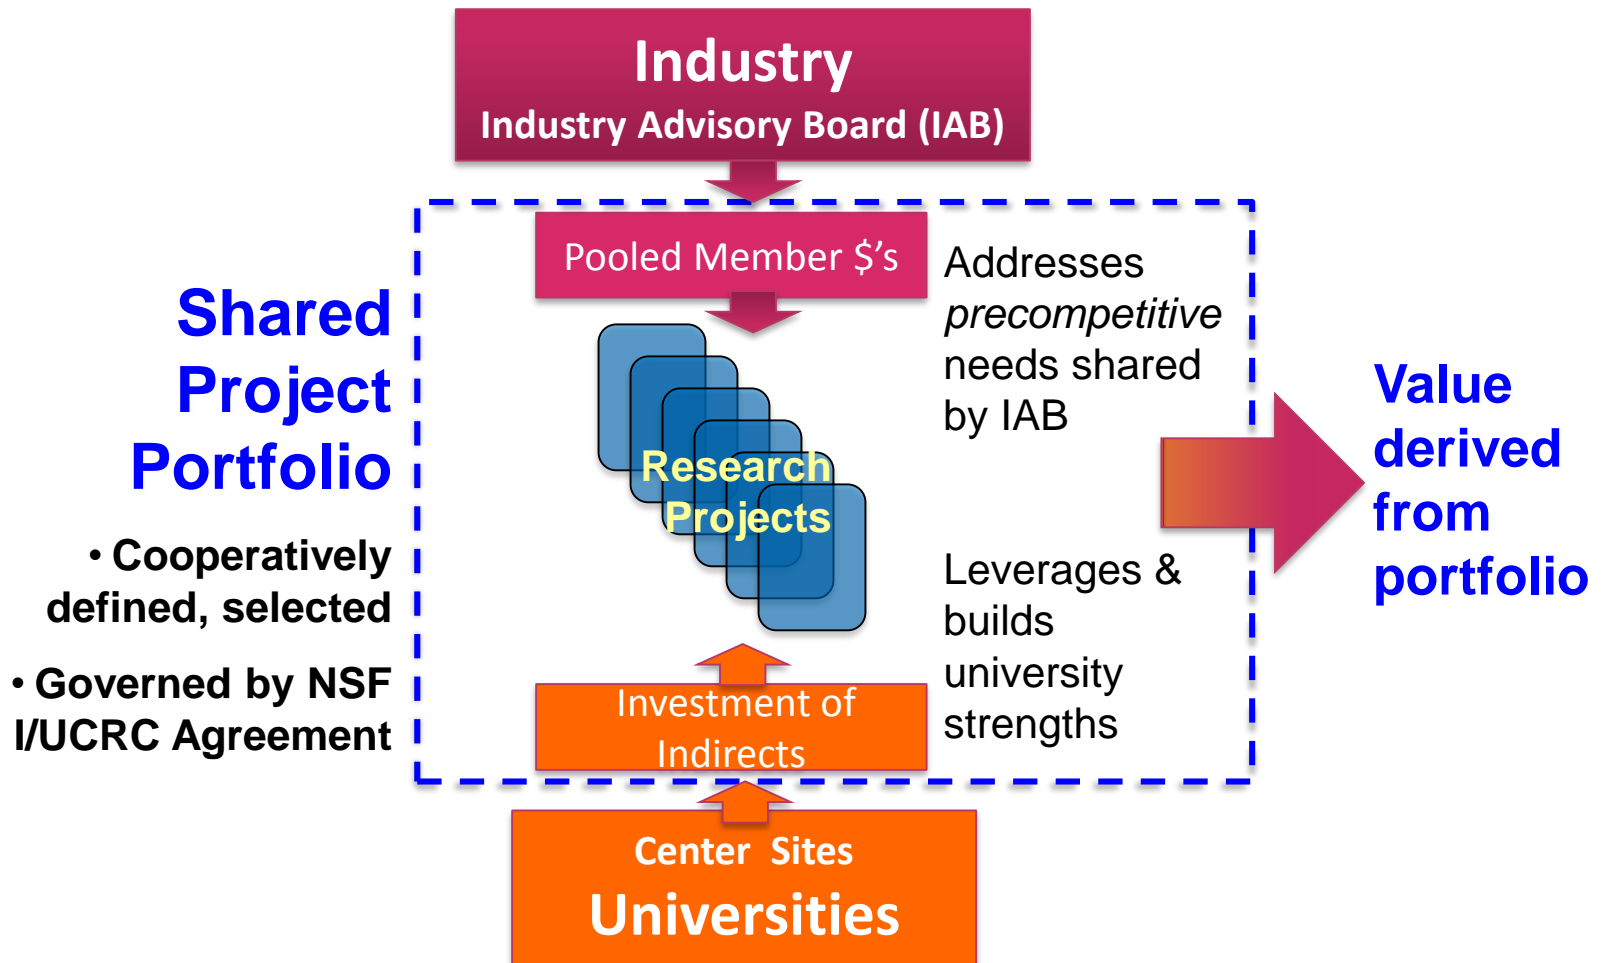 Industry
Industry Advisory Board (IAB)
Pooled Member $’s
Addresses
precompetitive
needs shared
by IAB
Shared
Project
Portfolio
• Cooperatively
defined, selected
• Governed by NSF
I/UCRC Agreement
Research
Projects
Leverages &
builds
university
strengths
Value
derived
from
portfolio
Investment of
Indirects
Center Sites
Universities